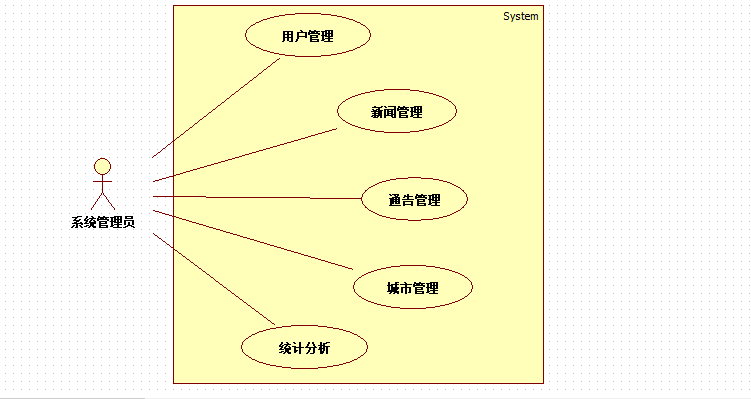 System
用户管理
新闻管理
通告管理
系统管理员
城市管理
统计分析